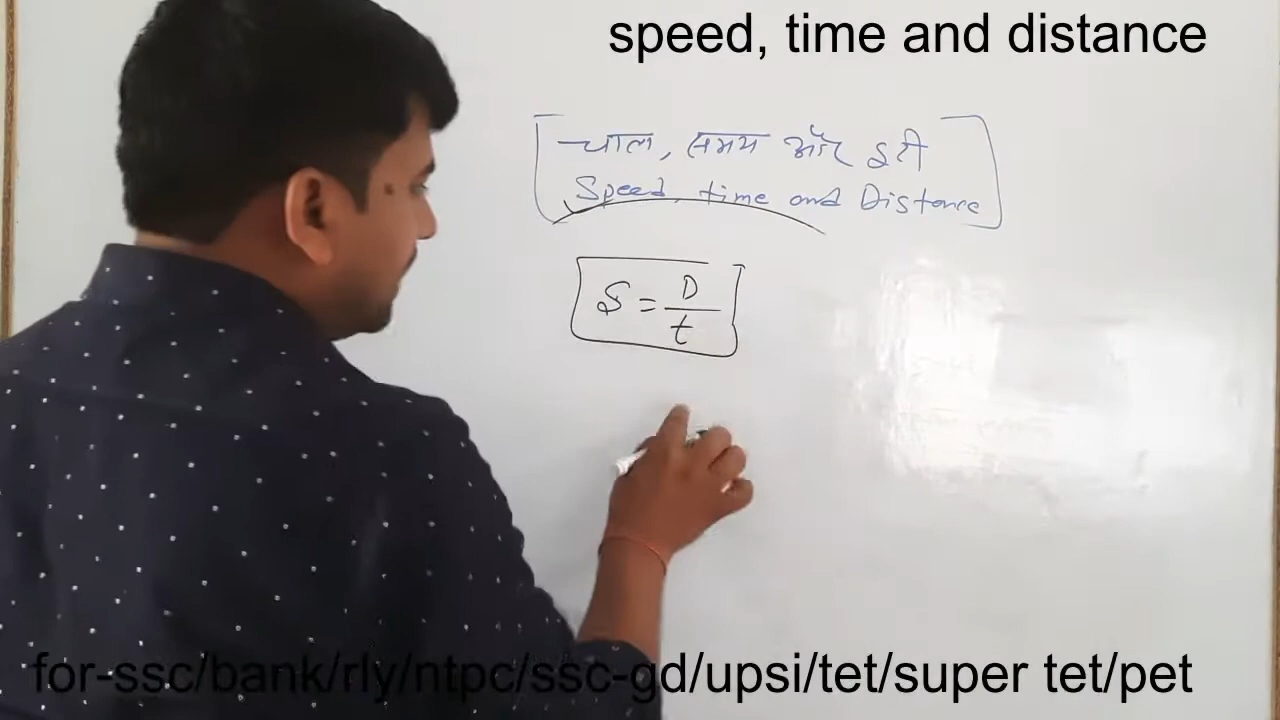 speed, time and distance
चाल, समय और दूरी
Speed, time and Distance
S = D/t
for-ssc/bank/rly/ntpc/ssc-gd/upsi/tet/super tet/pet